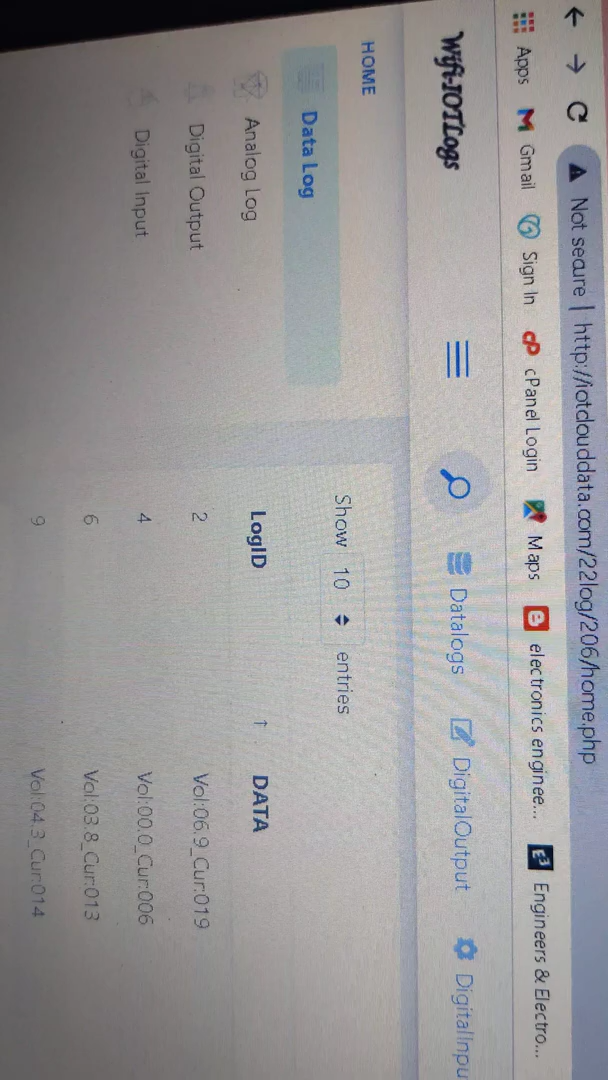 Not secure | http://iotclouddata.com/22log/206/home.php
Apps Gmail Sign In cPanel Login Maps electronics enginee... Engineers & Electro...
Wifi-IOTLogs Datalogs DigitalOutput DigitalInpu
HOME
Data Log
Analog Log
Digital Output
Digital Input
Show 10 entries
LogID ↑ DATA
2 Vol:06.9_Cur:019
4 Vol:00.0_Cur:006
6 Vol:03.8_Cur:013
9 Vol:04.3_Cur:014